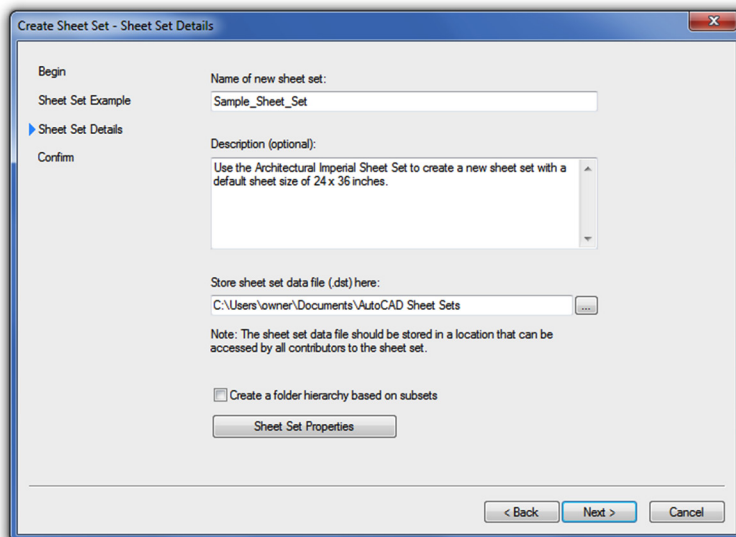 Create Sheet Set - Sheet Set Details
Begin
Sheet Set Example
Sheet Set Details
Confirm
Name of new sheet set:
Sample_Sheet_Set
Description (optional):
Use the Architectural Imperial Sheet Set to create a new sheet set with a
default sheet size of 24 x 36 inches.
Store sheet set data file (.dst) here:
C:\Users\owner\Documents\AutoCAD Sheet Sets
...
Note: The sheet set data file should be stored in a location that can be
accessed by all contributors to the sheet set.
Create a folder hierarchy based on subsets
Sheet Set Properties
< Back
Next >
Cancel